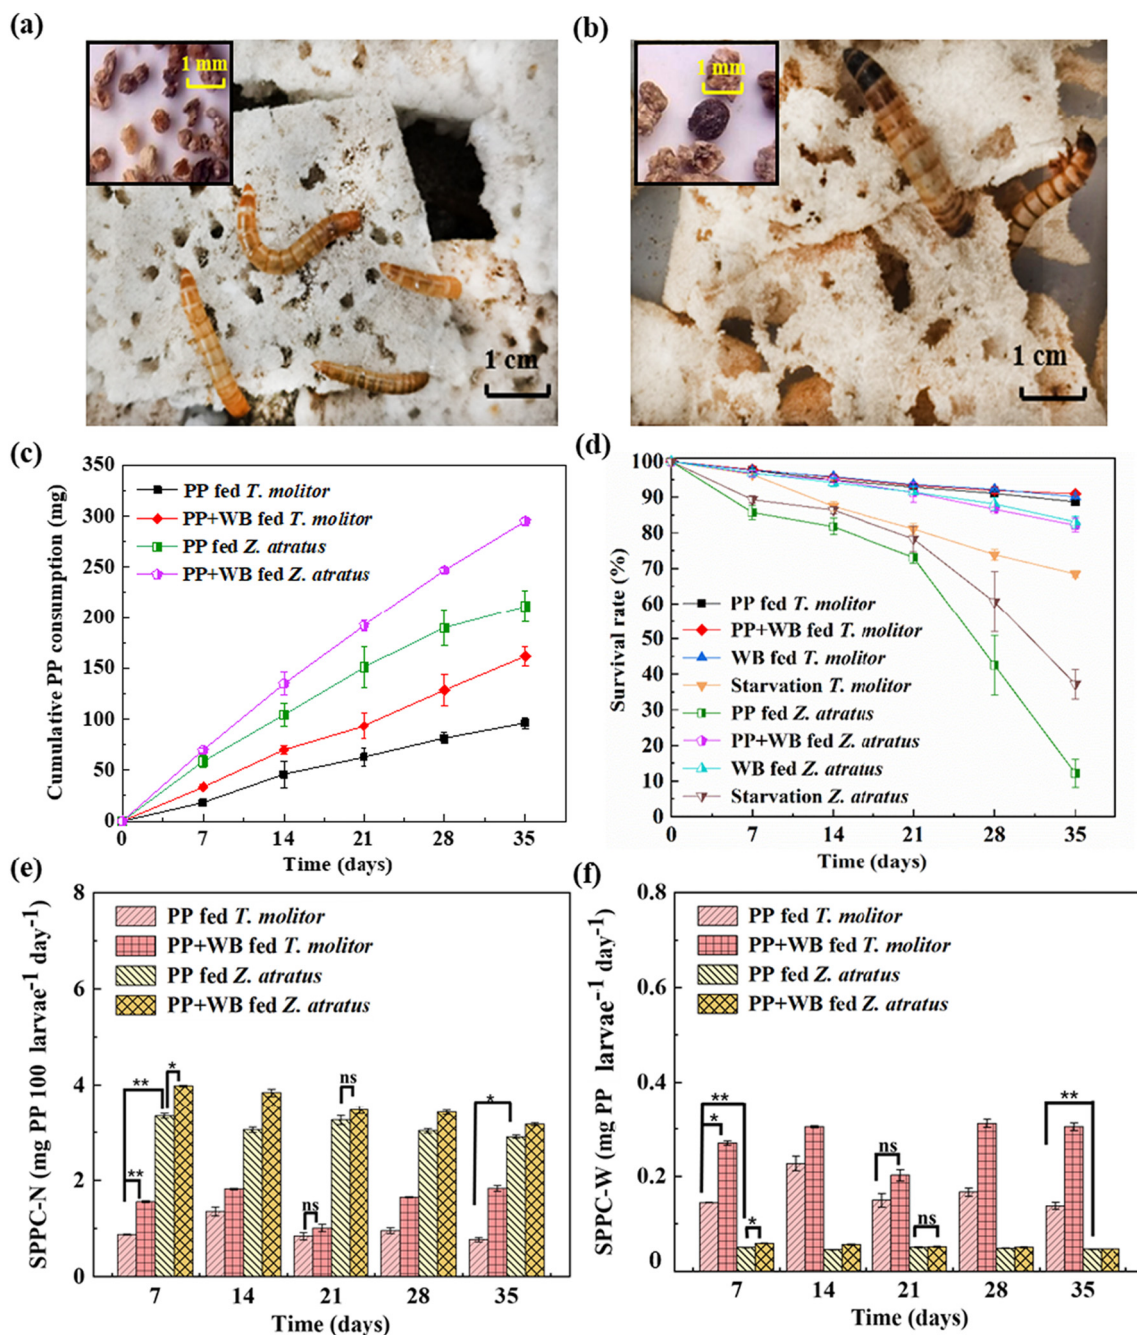 (a)
1 mm
1 cm
(b)
1 mm
1 cm
(c)
Cumulative PP consumption (mg)
350
300
250
200
150
100
50
0
PP fed T. molitor
PP+WB fed T. molitor
PP fed Z. atratus
PP+WB fed Z. atratus
0 7 14 21 28 35
Time (days)
(d)
Survival rate (%)
100
90
80
70
60
50
40
30
20
10
0
PP fed T. molitor
PP+WB fed T. molitor
WB fed T. molitor
Starvation T. molitor
PP fed Z. atratus
PP+WB fed Z. atratus
WB fed Z. atratus
Starvation Z. atratus
0 7 14 21 28 35
Time (days)
(e)
SPPC-N (mg PP 100 larvae⁻¹ day⁻¹)
8
6
4
2
0
PP fed T. molitor
PP+WB fed T. molitor
PP fed Z. atratus
PP+WB fed Z. atratus
**
*
**
ns
ns
*
7 14 21 28 35
Time (days)
(f)
SPPC-W (mg PP larvae⁻¹ day⁻¹)
0.8
0.6
0.4
0.2
0
PP fed T. molitor
PP+WB fed T. molitor
PP fed Z. atratus
PP+WB fed Z. atratus
**
*
*
ns
ns
**
7 14 21 28 35
Time (days)